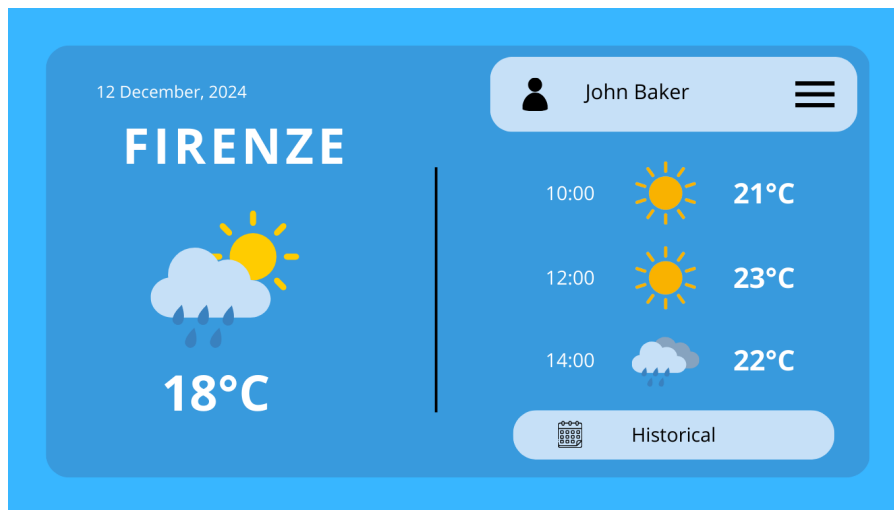 12 December, 2024
FIRENZE
18°C
John Baker
10:00 21°C
12:00 23°C
14:00 22°C
Historical